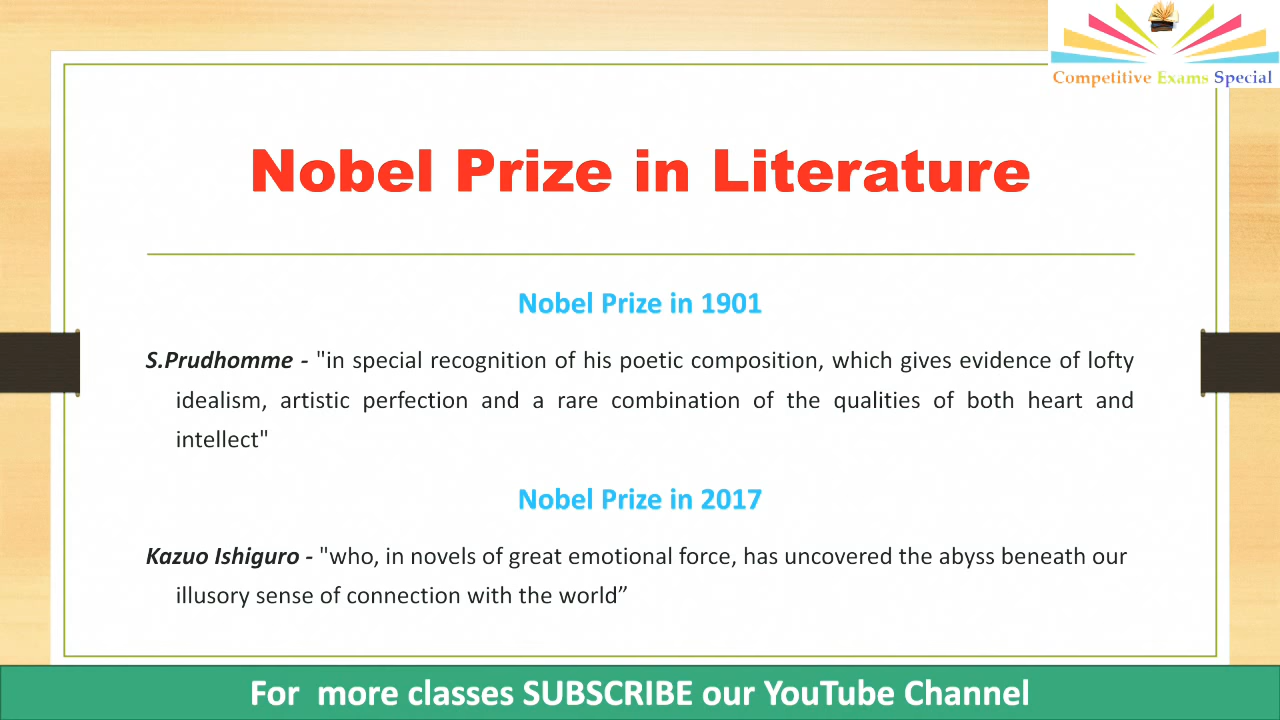 Competitive Exams Special
Nobel Prize in Literature
Nobel Prize in 1901
S.Prudhomme - "in special recognition of his poetic composition, which gives evidence of lofty
idealism, artistic perfection and a rare combination of the qualities of both heart and
intellect"
Nobel Prize in 2017
Kazuo Ishiguro - "who, in novels of great emotional force, has uncovered the abyss beneath our
illusory sense of connection with the world”
For  more classes SUBSCRIBE our YouTube Channel